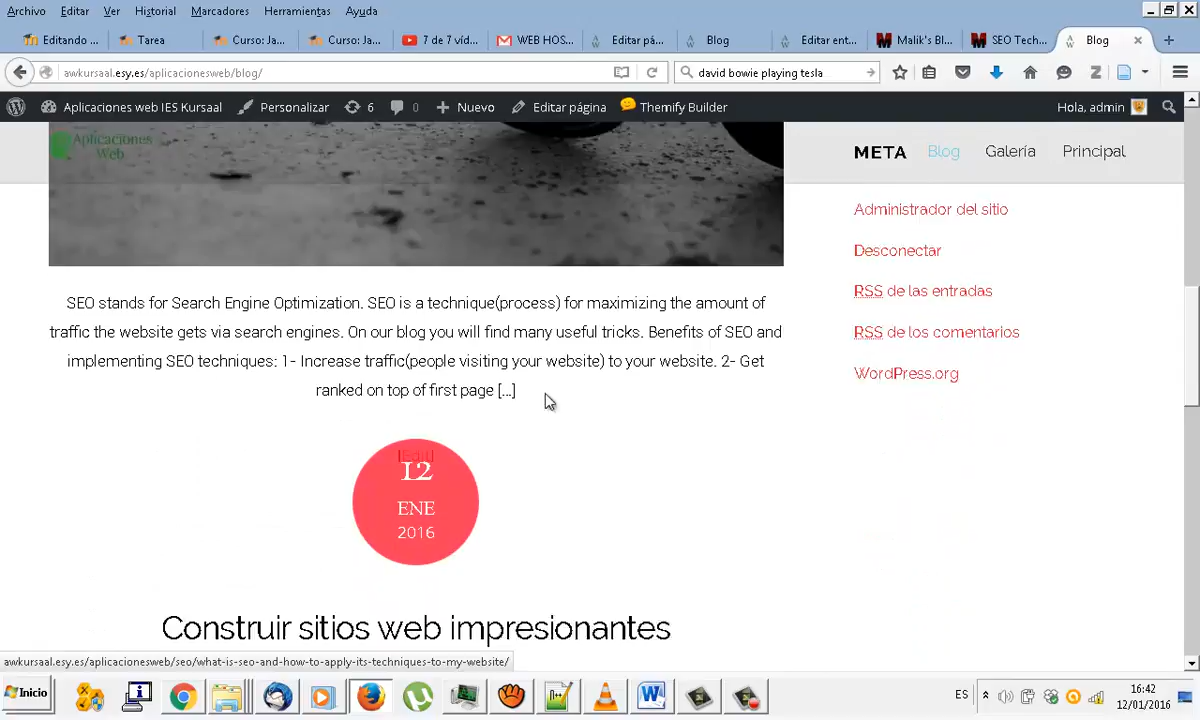 Archivo Editar Ver Historial Marcadores Herramientas Ayuda
Editando ... Tarea Curso: Ja... Curso: Ja... 7 de 7 víd... WEB HOS... Editar pá... Blog Editar ent... Malik's Bl... SEO Tech... Blog
awkursaal.esy.es/aplicacionesweb/blog/ david bowie playing tesla
Aplicaciones web IES Kursaal Personalizar 6 0 Nuevo Editar página Themify Builder Hola, admin
Aplicaciones
Web
META Blog Galería Principal
Administrador del sitio
Desconectar
RSS de las entradas
RSS de los comentarios
WordPress.org
SEO stands for Search Engine Optimization. SEO is a technique(process) for maximizing the amount of
traffic the website gets via search engines. On our blog you will find many useful tricks. Benefits of SEO and
implementing SEO techniques: 1- Increase traffic(people visiting your website) to your website. 2- Get
ranked on top of first page [...]
[Edit]
12
ENE
2016
Construir sitios web impresionantes
awkursaal.esy.es/aplicacionesweb/seo/what-is-seo-and-how-to-apply-its-techniques-to-my-website/
Inicio ES 16:42
12/01/2016